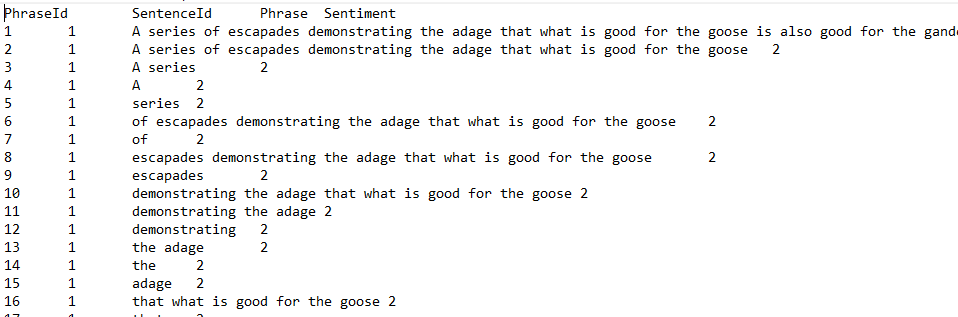 PhraseId SentenceId Phrase Sentiment
1 1 A series of escapades demonstrating the adage that what is good for the goose is also good for the
2 1 A series of escapades demonstrating the adage that what is good for the goose 2
3 1 A series 2
4 1 A 2
5 1 series 2
6 1 of escapades demonstrating the adage that what is good for the goose 2
7 1 of 2
8 1 escapades demonstrating the adage that what is good for the goose 2
9 1 escapades 2
10 1 demonstrating the adage that what is good for the goose 2
11 1 demonstrating the adage 2
12 1 demonstrating 2
13 1 the adage 2
14 1 the 2
15 1 adage 2
16 1 that what is good for the goose 2